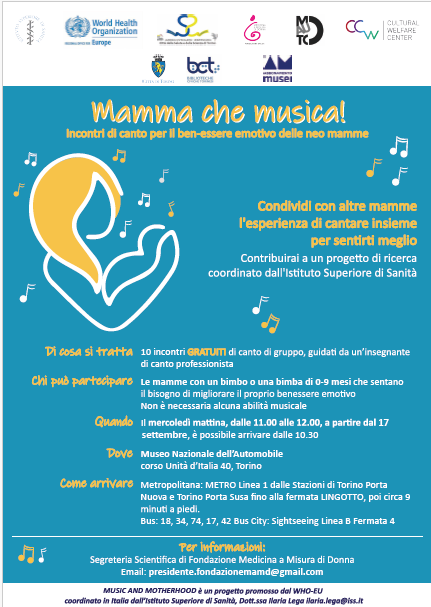 World Health
Organization
Europe
CULTURAL
WELFARE
CENTER
bct
BIBLIOTECHE
musei
Mamma che musica!
Incontri di canto per il ben-essere emotivo delle neo mamme
Condividi con altre mamme
l'esperienza di cantare insieme
per sentirti meglio
Contribuirai a un progetto di ricerca
coordinato dall'Istituto Superiore di Sanità
Di cosa si tratta
10 incontri GRATUITI di canto di gruppo, guidati da un'insegnante
di canto professionista
Chi può partecipare
Le mamme con un bimbo o una bimba di 0-9 mesi che sentano
il bisogno di migliorare il proprio benessere emotivo
Non è necessaria alcuna abilità musicale
Quando
Il mercoledì mattina, dalle 11.00 alle 12.00, a partire dal 17
settembre, è possibile arrivare dalle 10.30
Dove
Museo Nazionale dell'Automobile
corso Unità d'Italia 40, Torino
Come arrivare
Metropolitana: METRO Linea 1 dalle Stazioni di Torino Porta
Nuova e Torino Porta Susa fino alla fermata LINGOTTO, poi circa 9
minuti a piedi.
Bus: 18, 34, 74, 17, 42 Bus City: Sightseeing Linea B Fermata 4
Per informazioni:
Segreteria Scientifica di Fondazione Medicina a Misura di Donna
Email: presidente.fondazionemamd@gmail.com
MUSIC AND MOTHERHOOD è un progetto promosso dal WHO-EU
coordinato in Italia dall'Istituto Superiore di Sanità, Dott.ssa Ilaria Lega ilaria.lega@iss.it